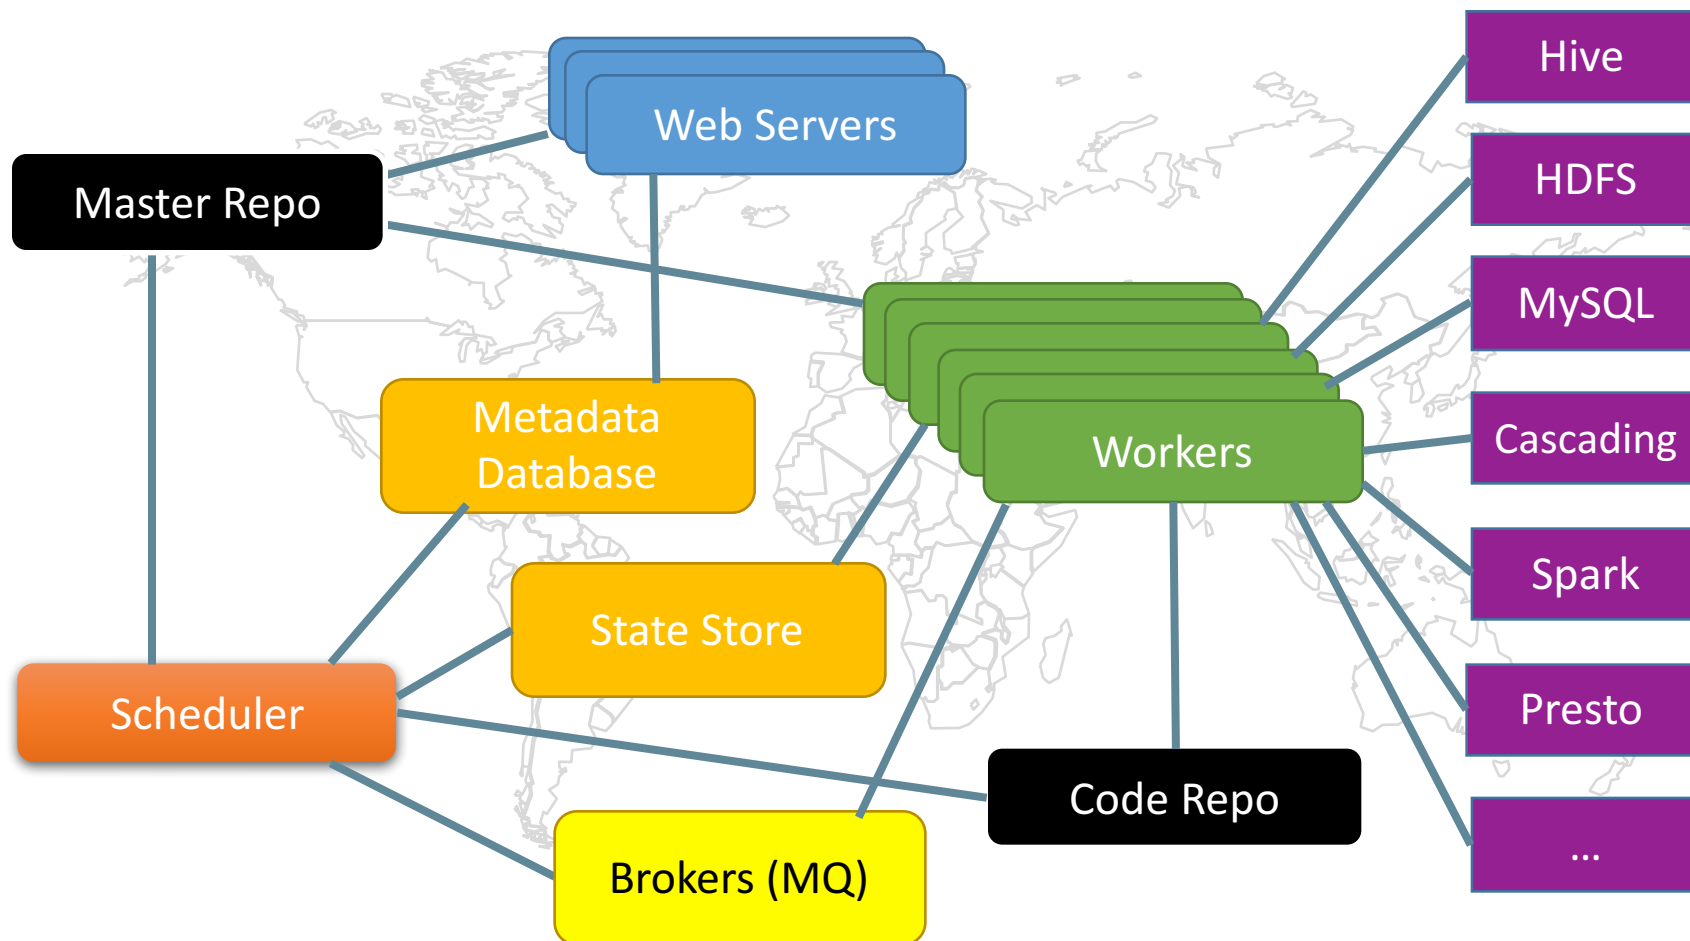 Web Servers
Hive
Master Repo
HDFS
MySQL
Metadata
Database
Workers
Cascading
State Store
Spark
Scheduler
Presto
Code Repo
Brokers (MQ)
...